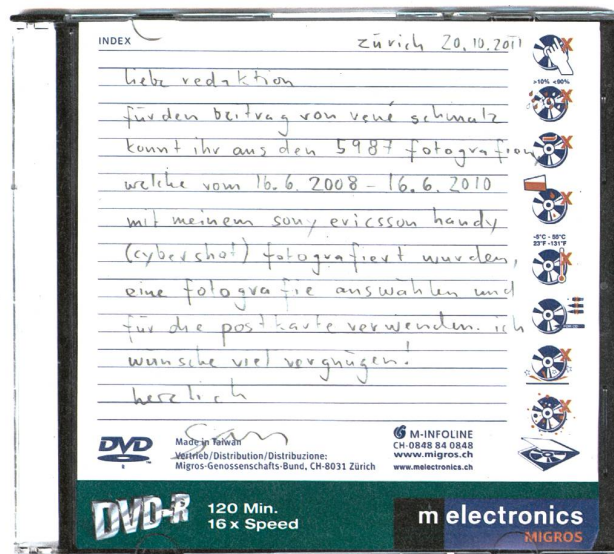 INDEX
zürich 20.10.2011
liebe redaktion
für den beitrag von rené schmalz
könnt ihr aus den 5987 fotografien
>10% <90%
welche vom 16.6.2008 - 16.6.2010
mit meinem sony ericsson handy
-5°C - 55°C
23°F - 131°F
(cybershot) fotografiert wurden,
eine fotografie auswählen und
für die postkarte verwenden. ich
wünsche viel vergnügen!
herzlich
DVD
R
Made in Taiwan
Vertrieb/Distribution/Distribuzione:
Migros-Genossenschafts-Bund, CH-8031 Zürich
M-INFOLINE
CH-0848 84 0848
www.migros.ch
www.melectronics.ch
DVD-R
120 Min.
16 x Speed
m electronics
MIGROS